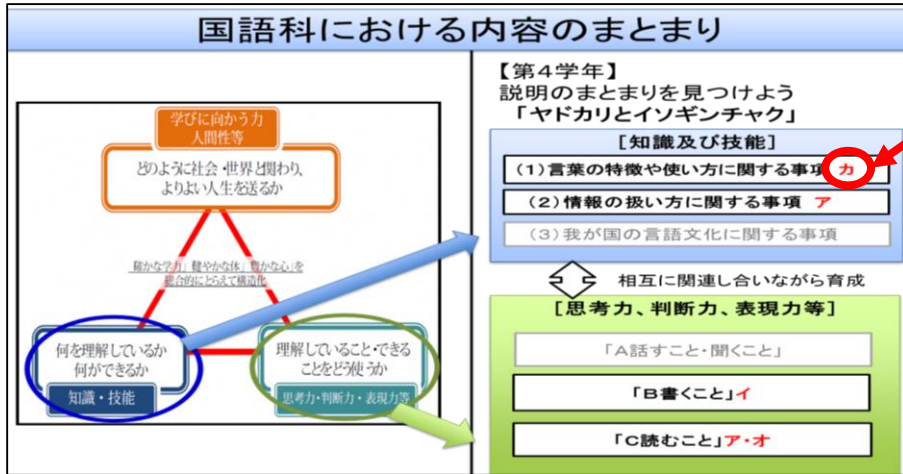 国語科における内容のまとまり
学びに向かう力
人間性等
どのように社会・世界と関わり、
よりよい人生を送るか
「確かな学力」「健やかな体」「豊かな心」を
総合的にとらえて構造化
何を理解しているか
何ができるか
知識・技能
理解していること・できる
ことをどう使うか
思考力・判断力・表現力等
【第4学年】
説明のまとまりを見つけよう
「ヤドカリとイソギンチャク」
[知識及び技能]
(1)言葉の特徴や使い方に関する事項 カ
(2)情報の扱い方に関する事項 ア
(3)我が国の言語文化に関する事項
相互に関連し合いながら育成
[思考力、判断力、表現力等]
「A話すこと・聞くこと」
「B書くこと」イ
「C読むこと」ア・オ